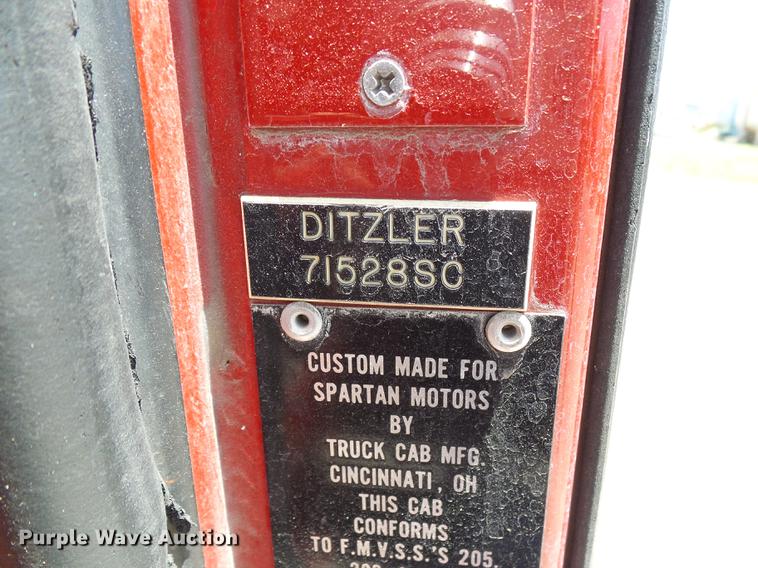 DITZLER
71528SC
CUSTOM MADE FOR
SPARTAN MOTORS
BY
TRUCK CAB MFG.
CINCINNATI, OH
THIS CAB
CONFORMS
TO F.M.V.S.S.'S 205,
Purple Wave Auction